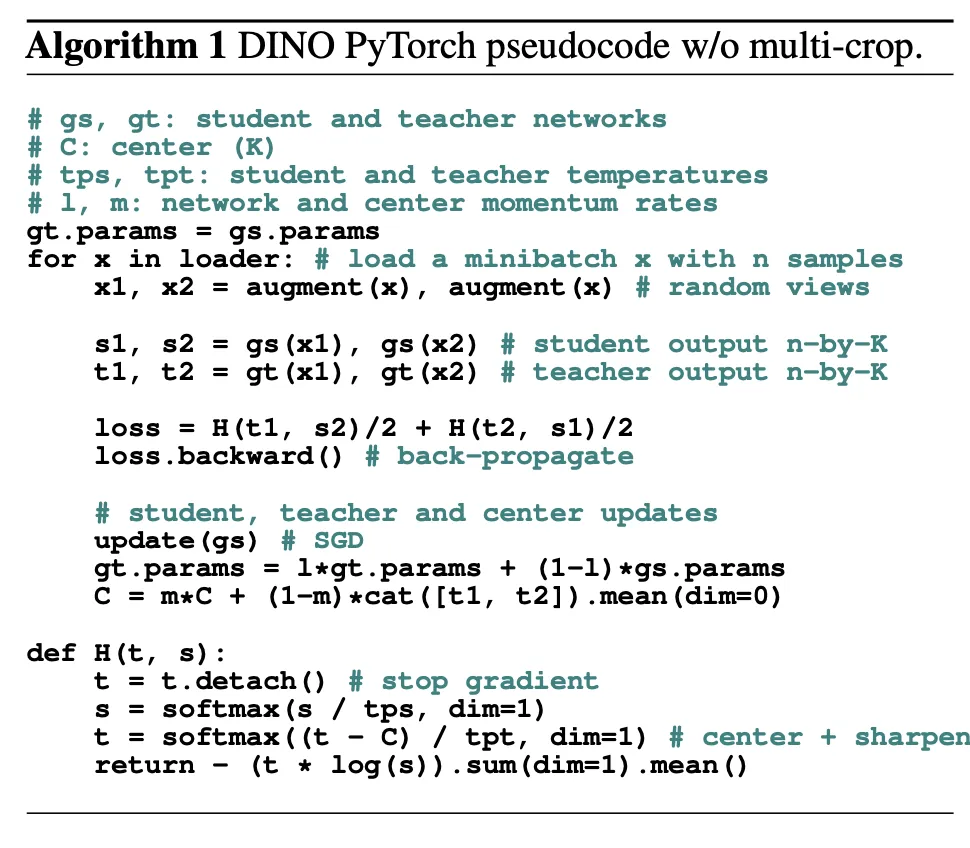 Algorithm 1 DINO PyTorch pseudocode w/o multi-crop.
# gs, gt: student and teacher networks
# C: center (K)
# tps, tpt: student and teacher temperatures
# l, m: network and center momentum rates
gt.params = gs.params
for x in loader: # load a minibatch x with n samples
    x1, x2 = augment(x), augment(x) # random views
    s1, s2 = gs(x1), gs(x2) # student output n-by-K
    t1, t2 = gt(x1), gt(x2) # teacher output n-by-K
    loss = H(t1, s2)/2 + H(t2, s1)/2
    loss.backward() # back-propagate
    # student, teacher and center updates
    update(gs) # SGD
    gt.params = l*gt.params + (1-l)*gs.params
    C = m*C + (1-m)*cat([t1, t2]).mean(dim=0)
def H(t, s):
    t = t.detach() # stop gradient
    s = softmax(s / tps, dim=1)
    t = softmax((t - C) / tpt, dim=1) # center + sharpen
    return - (t * log(s)).sum(dim=1).mean()